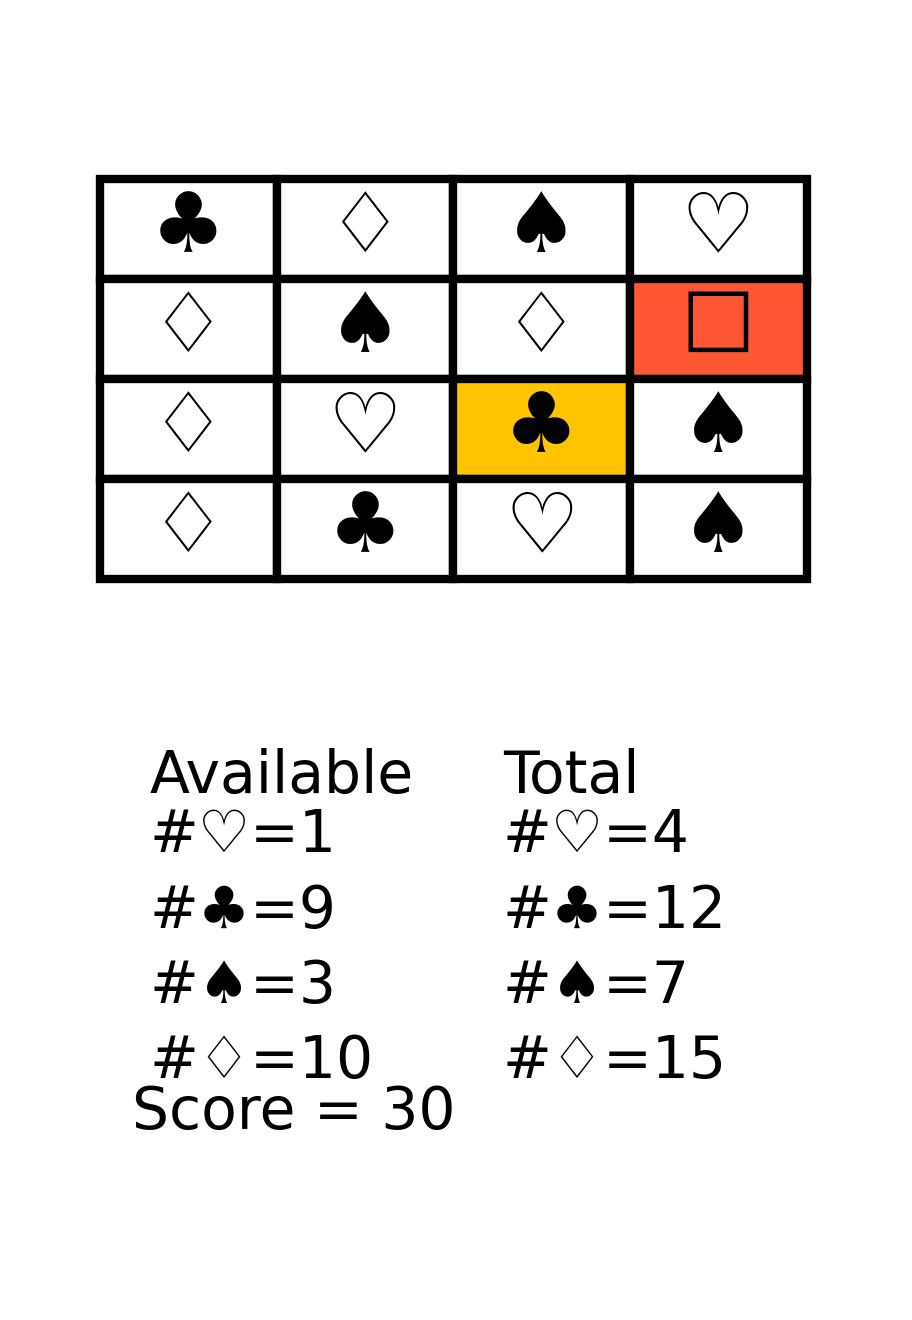 ♣ ♢ ♠ ♡
♢ ♠ ♢ □
♢ ♡ ♣ ♠
♢ ♣ ♡ ♠
Available Total
#♡=1 #♡=4
#♣=9 #♣=12
#♠=3 #♠=7
#♢=10 #♢=15
Score = 30